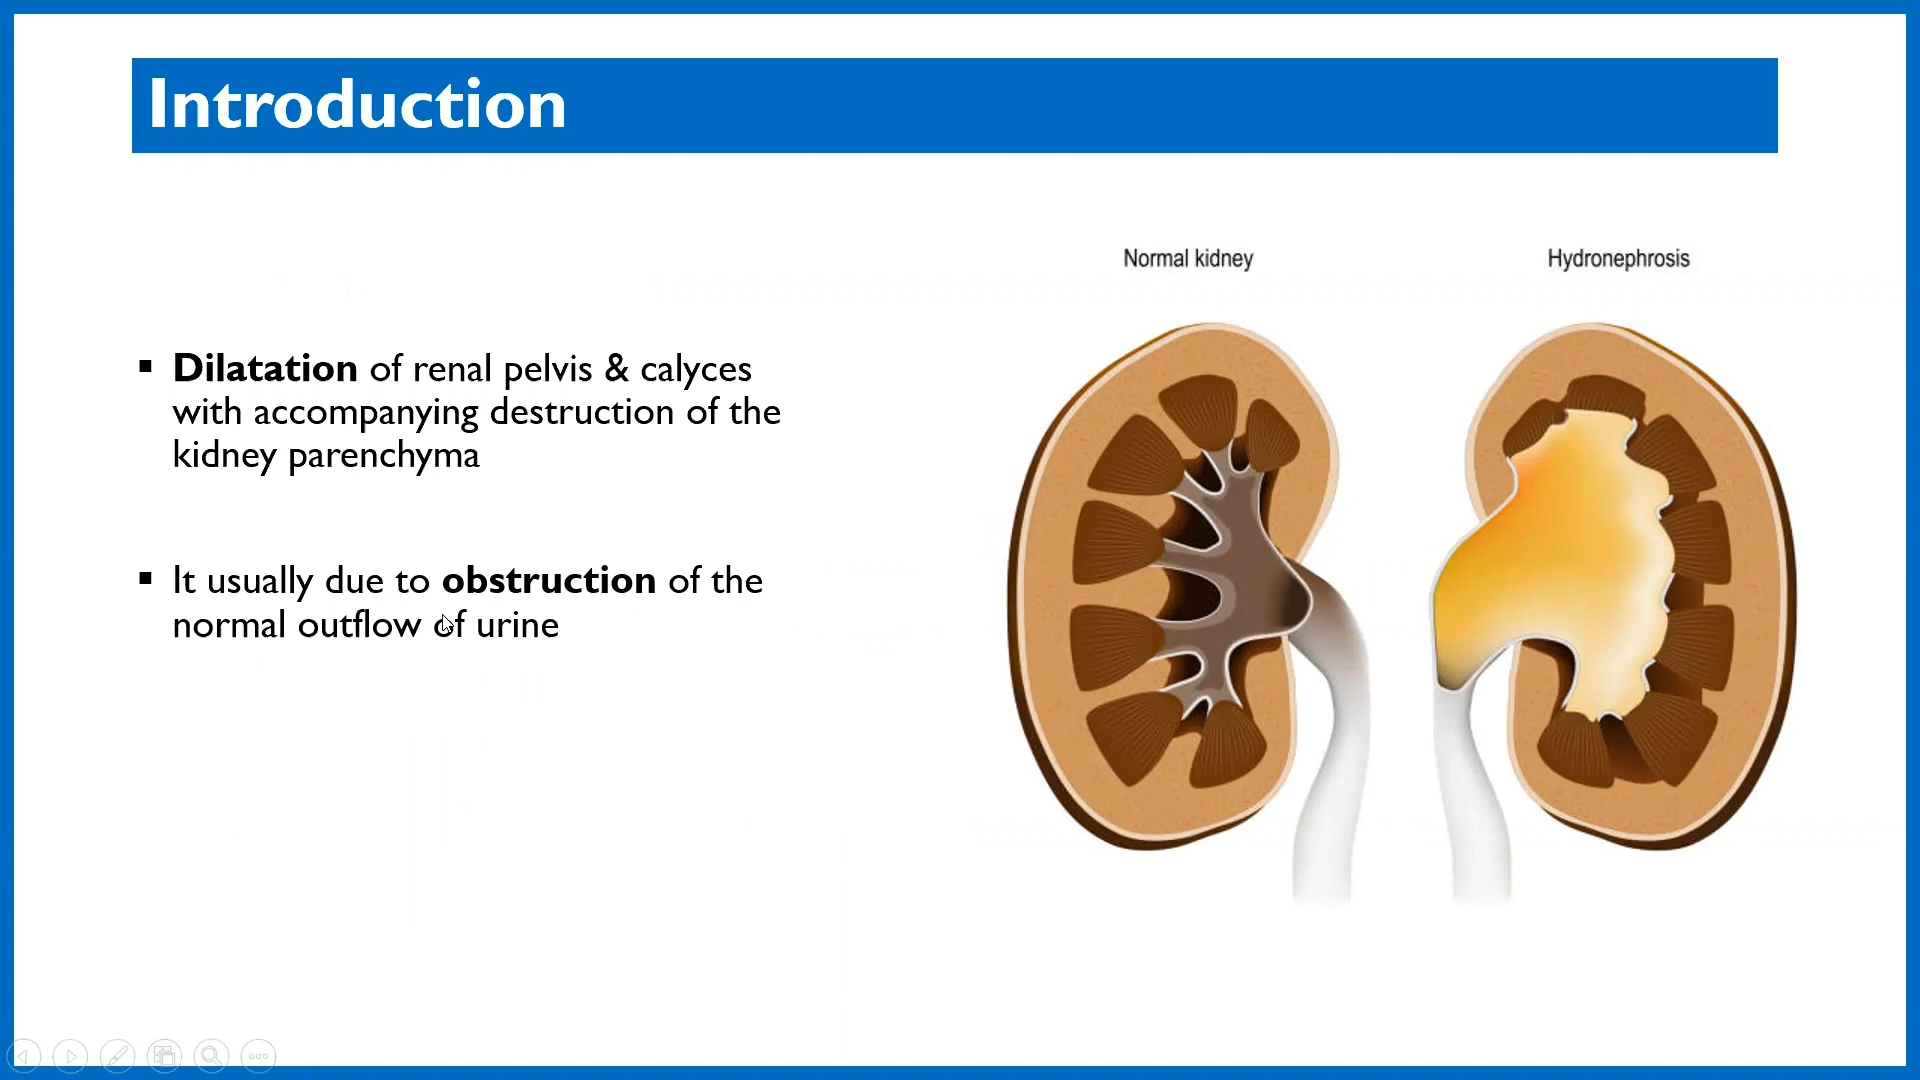 Introduction
Normal kidney
Hydronephrosis
▪ Dilatation of renal pelvis & calyces
with accompanying destruction of the
kidney parenchyma
▪ It usually due to obstruction of the
normal outflow of urine